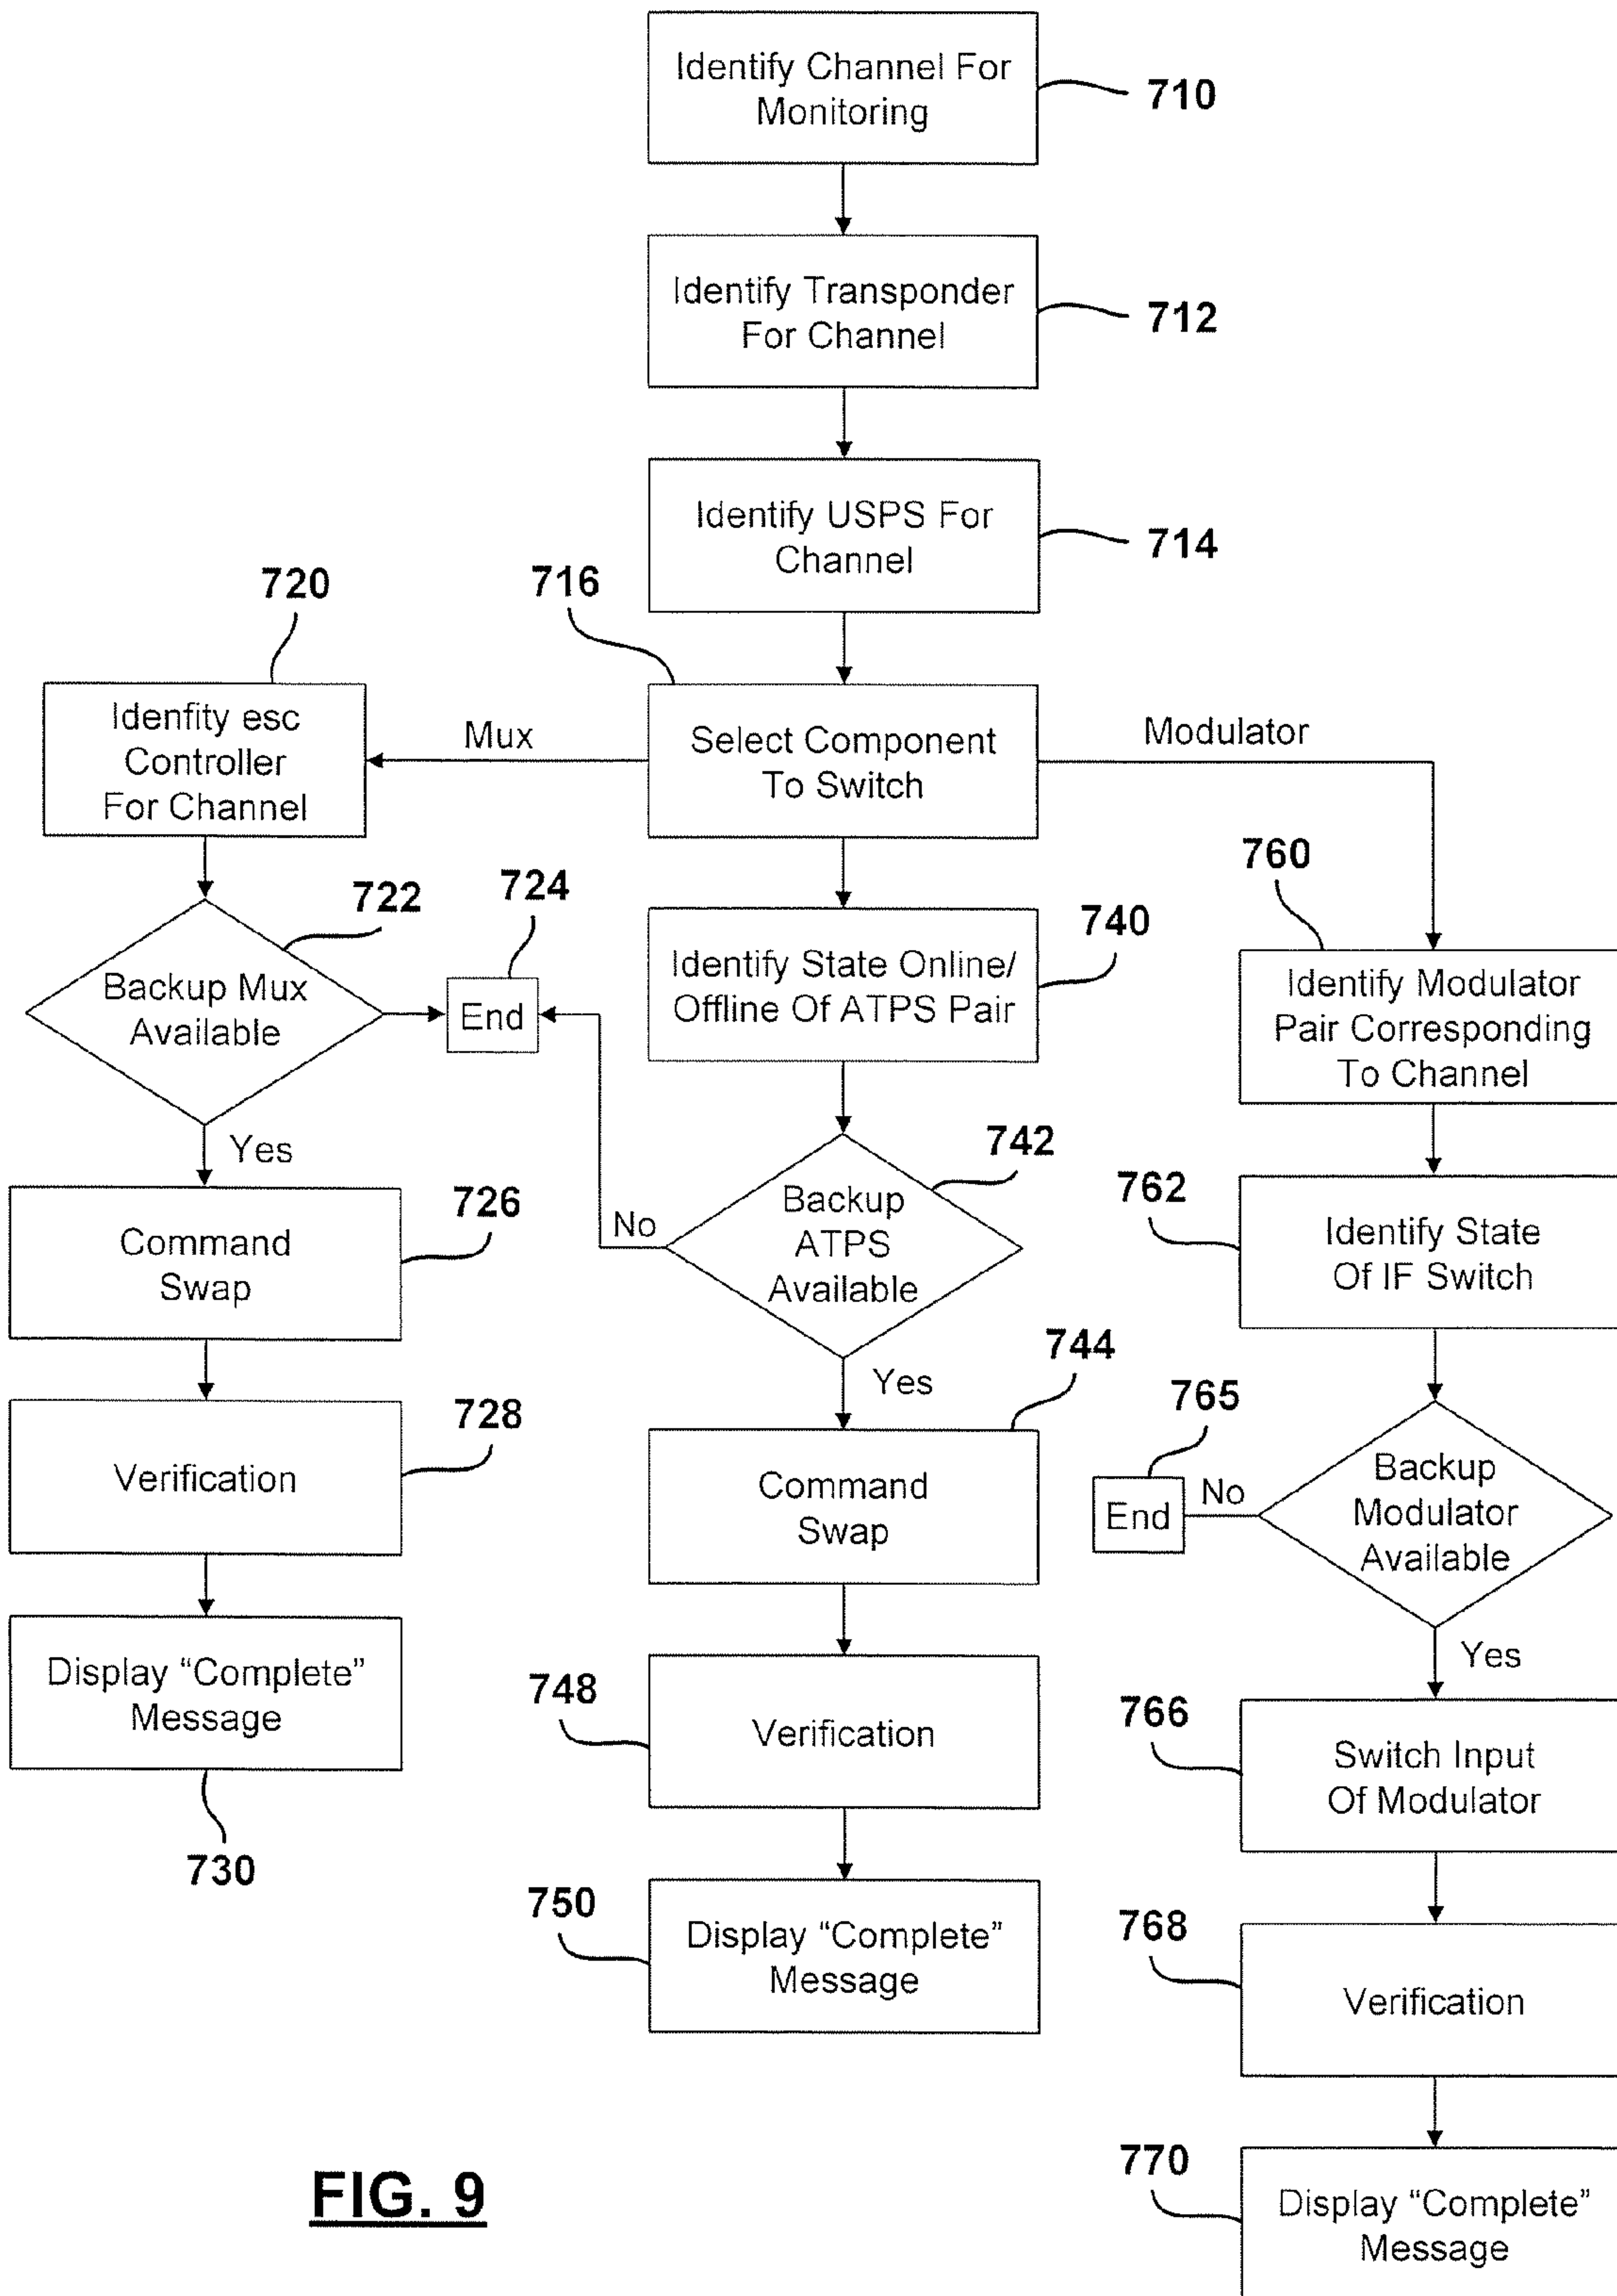 Identify Channel For
Monitoring
710
Identify Transponder
For Channel
712
Identify USPS For
Channel
714
716
720
Idenfity esc
Controller
For Channel
Mux
Select Component
To Switch
Modulator
722
Backup Mux
Available
724
End
740
Identify State Online/
Offline Of ATPS Pair
760
Identify Modulator
Pair Corresponding
To Channel
Yes
726
Command
Swap
742
Backup
ATPS
Available
No
762
Identify State
Of IF Switch
728
Verification
Yes
744
Command
Swap
765
End
No
Backup
Modulator
Available
Display “Complete”
Message
730
748
Verification
Yes
766
Switch Input
Of Modulator
750
Display “Complete”
Message
768
Verification
770
Display “Complete”
Message
FIG. 9